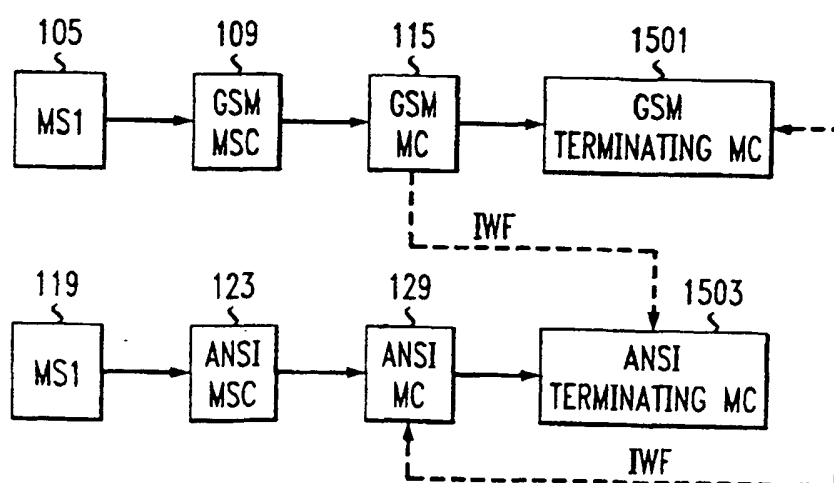 105
109
115
1501
MS1
GSM
MSC
GSM
MC
GSM
TERMINATING MC
IWF
119
123
129
1503
MS1
ANSI
MSC
ANSI
MC
ANSI
TERMINATING MC
IWF